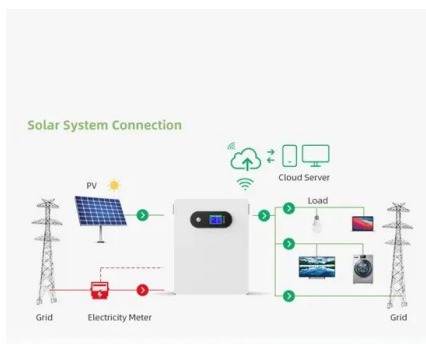 Solar System Connection
Cloud Server
PV
Load
Grid
Electricity Meter
Grid